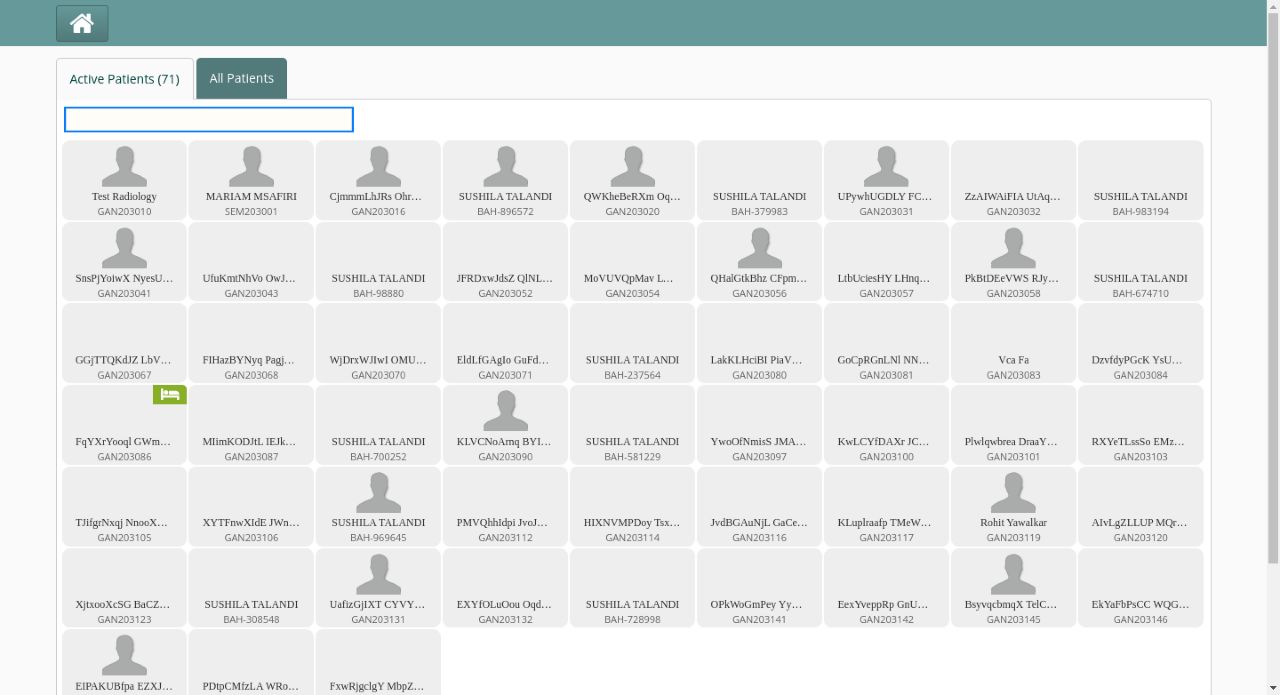 Active Patients (71)
All Patients
Test Radiology
GAN203010
MARIAM MSAFIRI
SEM203001
CjmmmLhJRs Ohr…
GAN203016
SUSHILA TALANDI
BAH-896572
QWKheBeRXm Oq…
GAN203020
SUSHILA TALANDI
BAH-379983
UPywhUGDLY FC…
GAN203031
ZzAIWAiFIA UtAq…
GAN203032
SUSHILA TALANDI
BAH-983194
SnsPjYoiwX NyesU…
GAN203041
UfuKmtNhVo OwJ…
GAN203043
SUSHILA TALANDI
BAH-98880
JFRDxwJdsZ QlNL…
GAN203052
MoVUVQpMav L…
GAN203054
QHalGtkBhz CFpm…
GAN203056
LtbUciesHY LHnq…
GAN203057
PkBtDEeVWS RJy…
GAN203058
SUSHILA TALANDI
BAH-674710
GGjTTQKdJZ LbV…
GAN203067
FIHazBYNyq Pagj…
GAN203068
WjDrxWJIwI OMU…
GAN203070
EldLfGAgIo GuFd…
GAN203071
SUSHILA TALANDI
BAH-237564
LakKLHciBI PiaV…
GAN203080
GoCpRGnLNl NN…
GAN203081
Vca Fa
GAN203083
DzvfdyPGcK YsU…
GAN203084
FqYXrYooql GWm…
GAN203086
MIimKODJtL IEJk…
GAN203087
SUSHILA TALANDI
BAH-700252
KLVCNoArnq BYI…
GAN203090
SUSHILA TALANDI
BAH-581229
YwoOfNmisS JMA…
GAN203097
KwLCYfDAXr JC…
GAN203100
Plwlqwbrea DraaY…
GAN203101
RXYeTLssSo EMz…
GAN203103
TJifgrNxqj NnooX…
GAN203105
XYTFnwXIdE JWn…
GAN203106
SUSHILA TALANDI
BAH-969645
PMVQhhIdpi JvoJ…
GAN203112
HIXNVMPDoy Tsx…
GAN203114
JvdBGAuNjL GaCe…
GAN203116
KLuplraafp TMeW…
GAN203117
Rohit Yawalkar
GAN203119
AIvLgZLLUP MQr…
GAN203120
XjtxooXcSG BaCZ…
GAN203123
SUSHILA TALANDI
BAH-308548
UafizGjIXT CYVY…
GAN203131
EXYfOLuOou Oqd…
GAN203132
SUSHILA TALANDI
BAH-728998
OPkWoGmPey Yy…
GAN203141
EexYveppRp GnU…
GAN203142
BsyvqcbmqX TelC…
GAN203145
EkYaFbPsCC WQG…
GAN203146
EIPAKUBfpa EZXJ…
PDtpCMfzLA WRo…
FxwRjgclgY MbpZ…